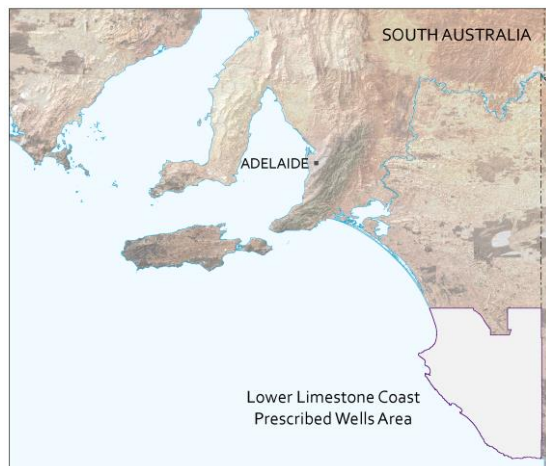 SOUTH AUSTRALIA
ADELAIDE
Lower Limestone Coast
Prescribed Wells Area